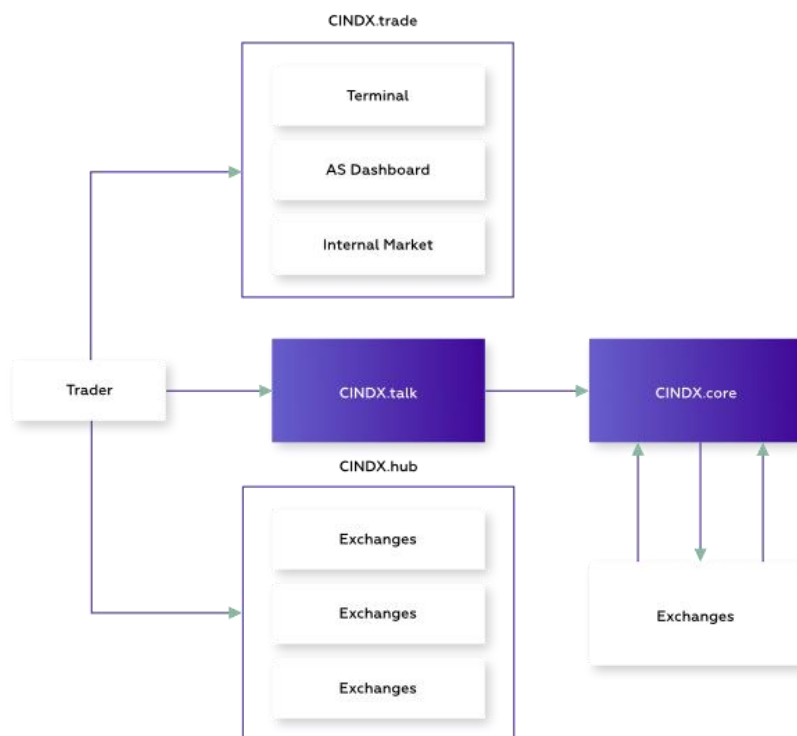 CINDX.trade
Terminal
AS Dashboard
Internal Market
Trader
CINDX.talk
CINDX.core
CINDX.hub
Exchanges
Exchanges
Exchanges
Exchanges